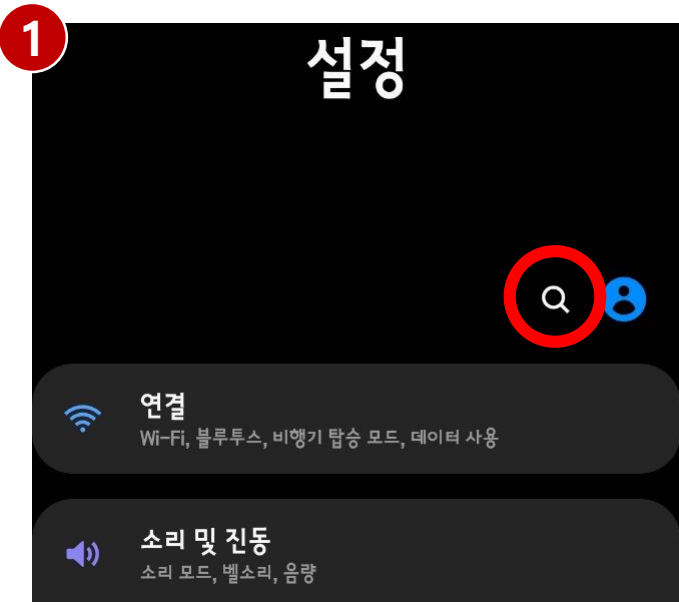 1
설정
연결
Wi-Fi, 블루투스, 비행기 탑승 모드, 데이터 사용
소리 및 진동
소리 모드, 벨소리, 음량